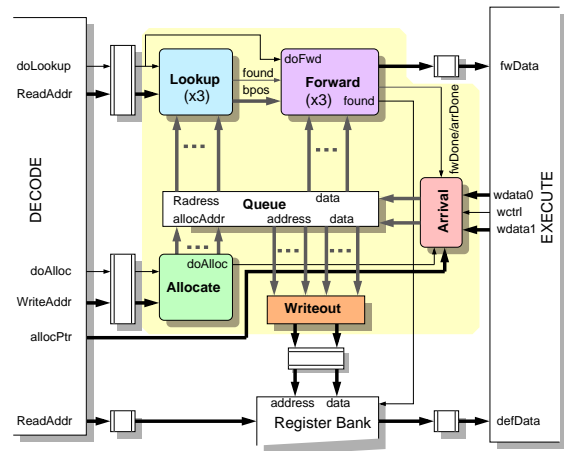 doLookup
ReadAddr
Lookup
(x3)
found
bpos
doFwd
Forward
(x3)
found
fwData
fwDone/arrDone
DECODE
EXECUTE
Radress
Queue
data
allocAddr
address
data
Arrival
wdata0
wctrl
wdata1
doAlloc
WriteAddr
doAlloc
Allocate
Writeout
allocPtr
address
data
ReadAddr
Register Bank
defData